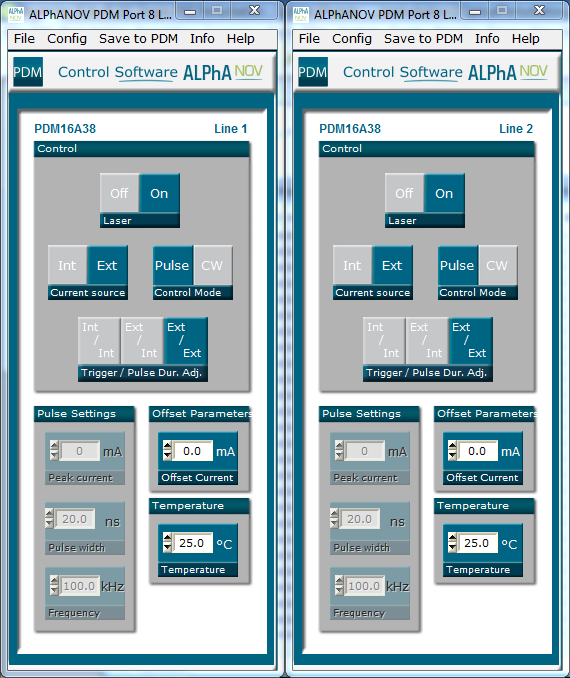 ALPhANOV PDM Port 8 L...
File Config Save to PDM Info Help
PDM Control Software ALPhA NOV
PDM16A38 Line 1
Control
Off On
Laser
Int Ext
Current source
Pulse CW
Control Mode
Int / Int
Ext / Int
Ext / Ext
Trigger / Pulse Dur. Adj.
Pulse Settings
0 mA
Peak current
20.0 ns
Pulse width
100.0 kHz
Frequency
Offset Parameters
0.0 mA
Offset Current
Temperature
25.0 °C
Temperature
ALPhANOV PDM Port 8 L...
File Config Save to PDM Info Help
PDM Control Software ALPhA NOV
PDM16A38 Line 2
Control
Off On
Laser
Int Ext
Current source
Pulse CW
Control Mode
Int / Int
Ext / Int
Ext / Ext
Trigger / Pulse Dur. Adj.
Pulse Settings
0 mA
Peak current
20.0 ns
Pulse width
100.0 kHz
Frequency
Offset Parameters
0.0 mA
Offset Current
Temperature
25.0 °C
Temperature